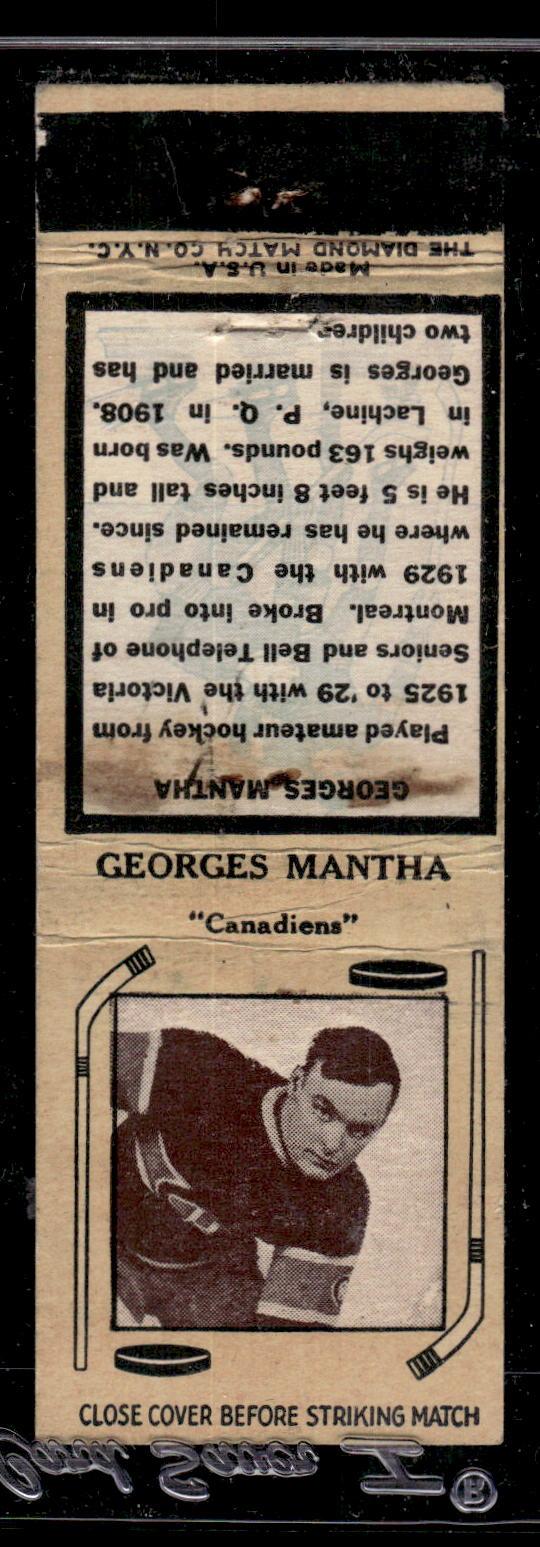 GEORGES MANTHA
"Canadiens"
CLOSE COVER BEFORE STRIKING MATCH
GEORGES MANTHA
Played amateur hockey from
1925 to '29 with the Victoria
Seniors and Bell Telephone of
Montreal. Broke into pro in
1929 with the Canadiens
where he has remained since.
He is 5 feet 8 inches tall and
weighs 163 pounds. Was born
in Lachine, P. Q. in 1908.
Georges is married and has
two children.
Made in U.S.A.
THE DIAMOND MATCH CO. N.Y.C.
Card Saver I ®